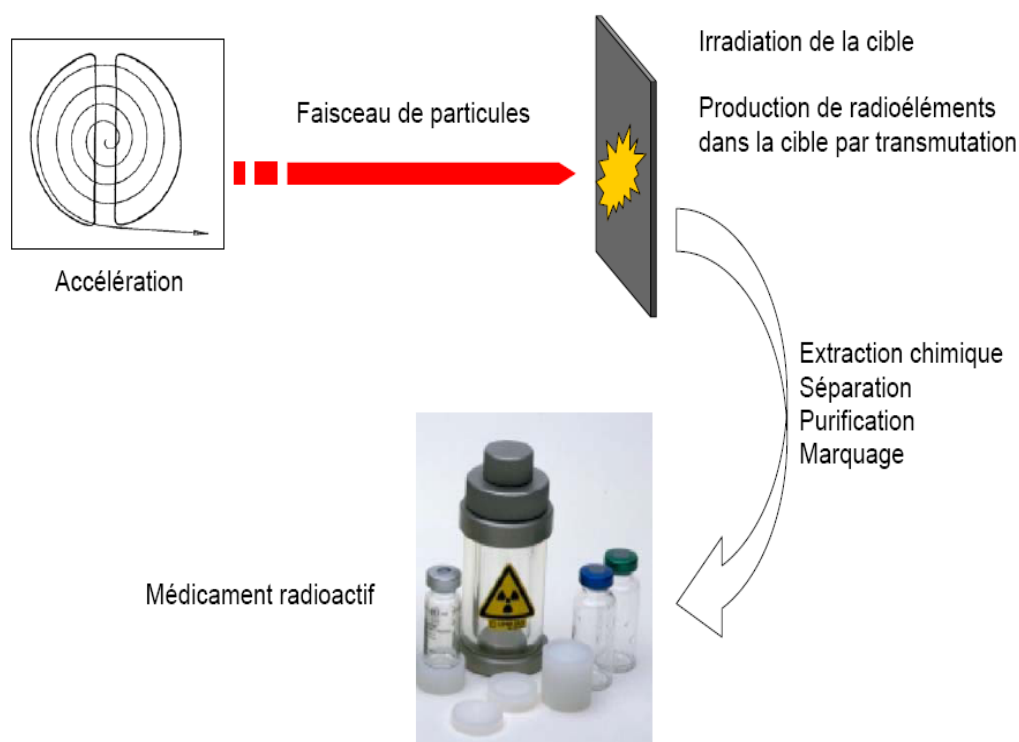 Irradiation de la cible
Production de radioéléments
dans la cible par transmutation
Faisceau de particules
Accélération
Extraction chimique
Séparation
Purification
Marquage
Médicament radioactif